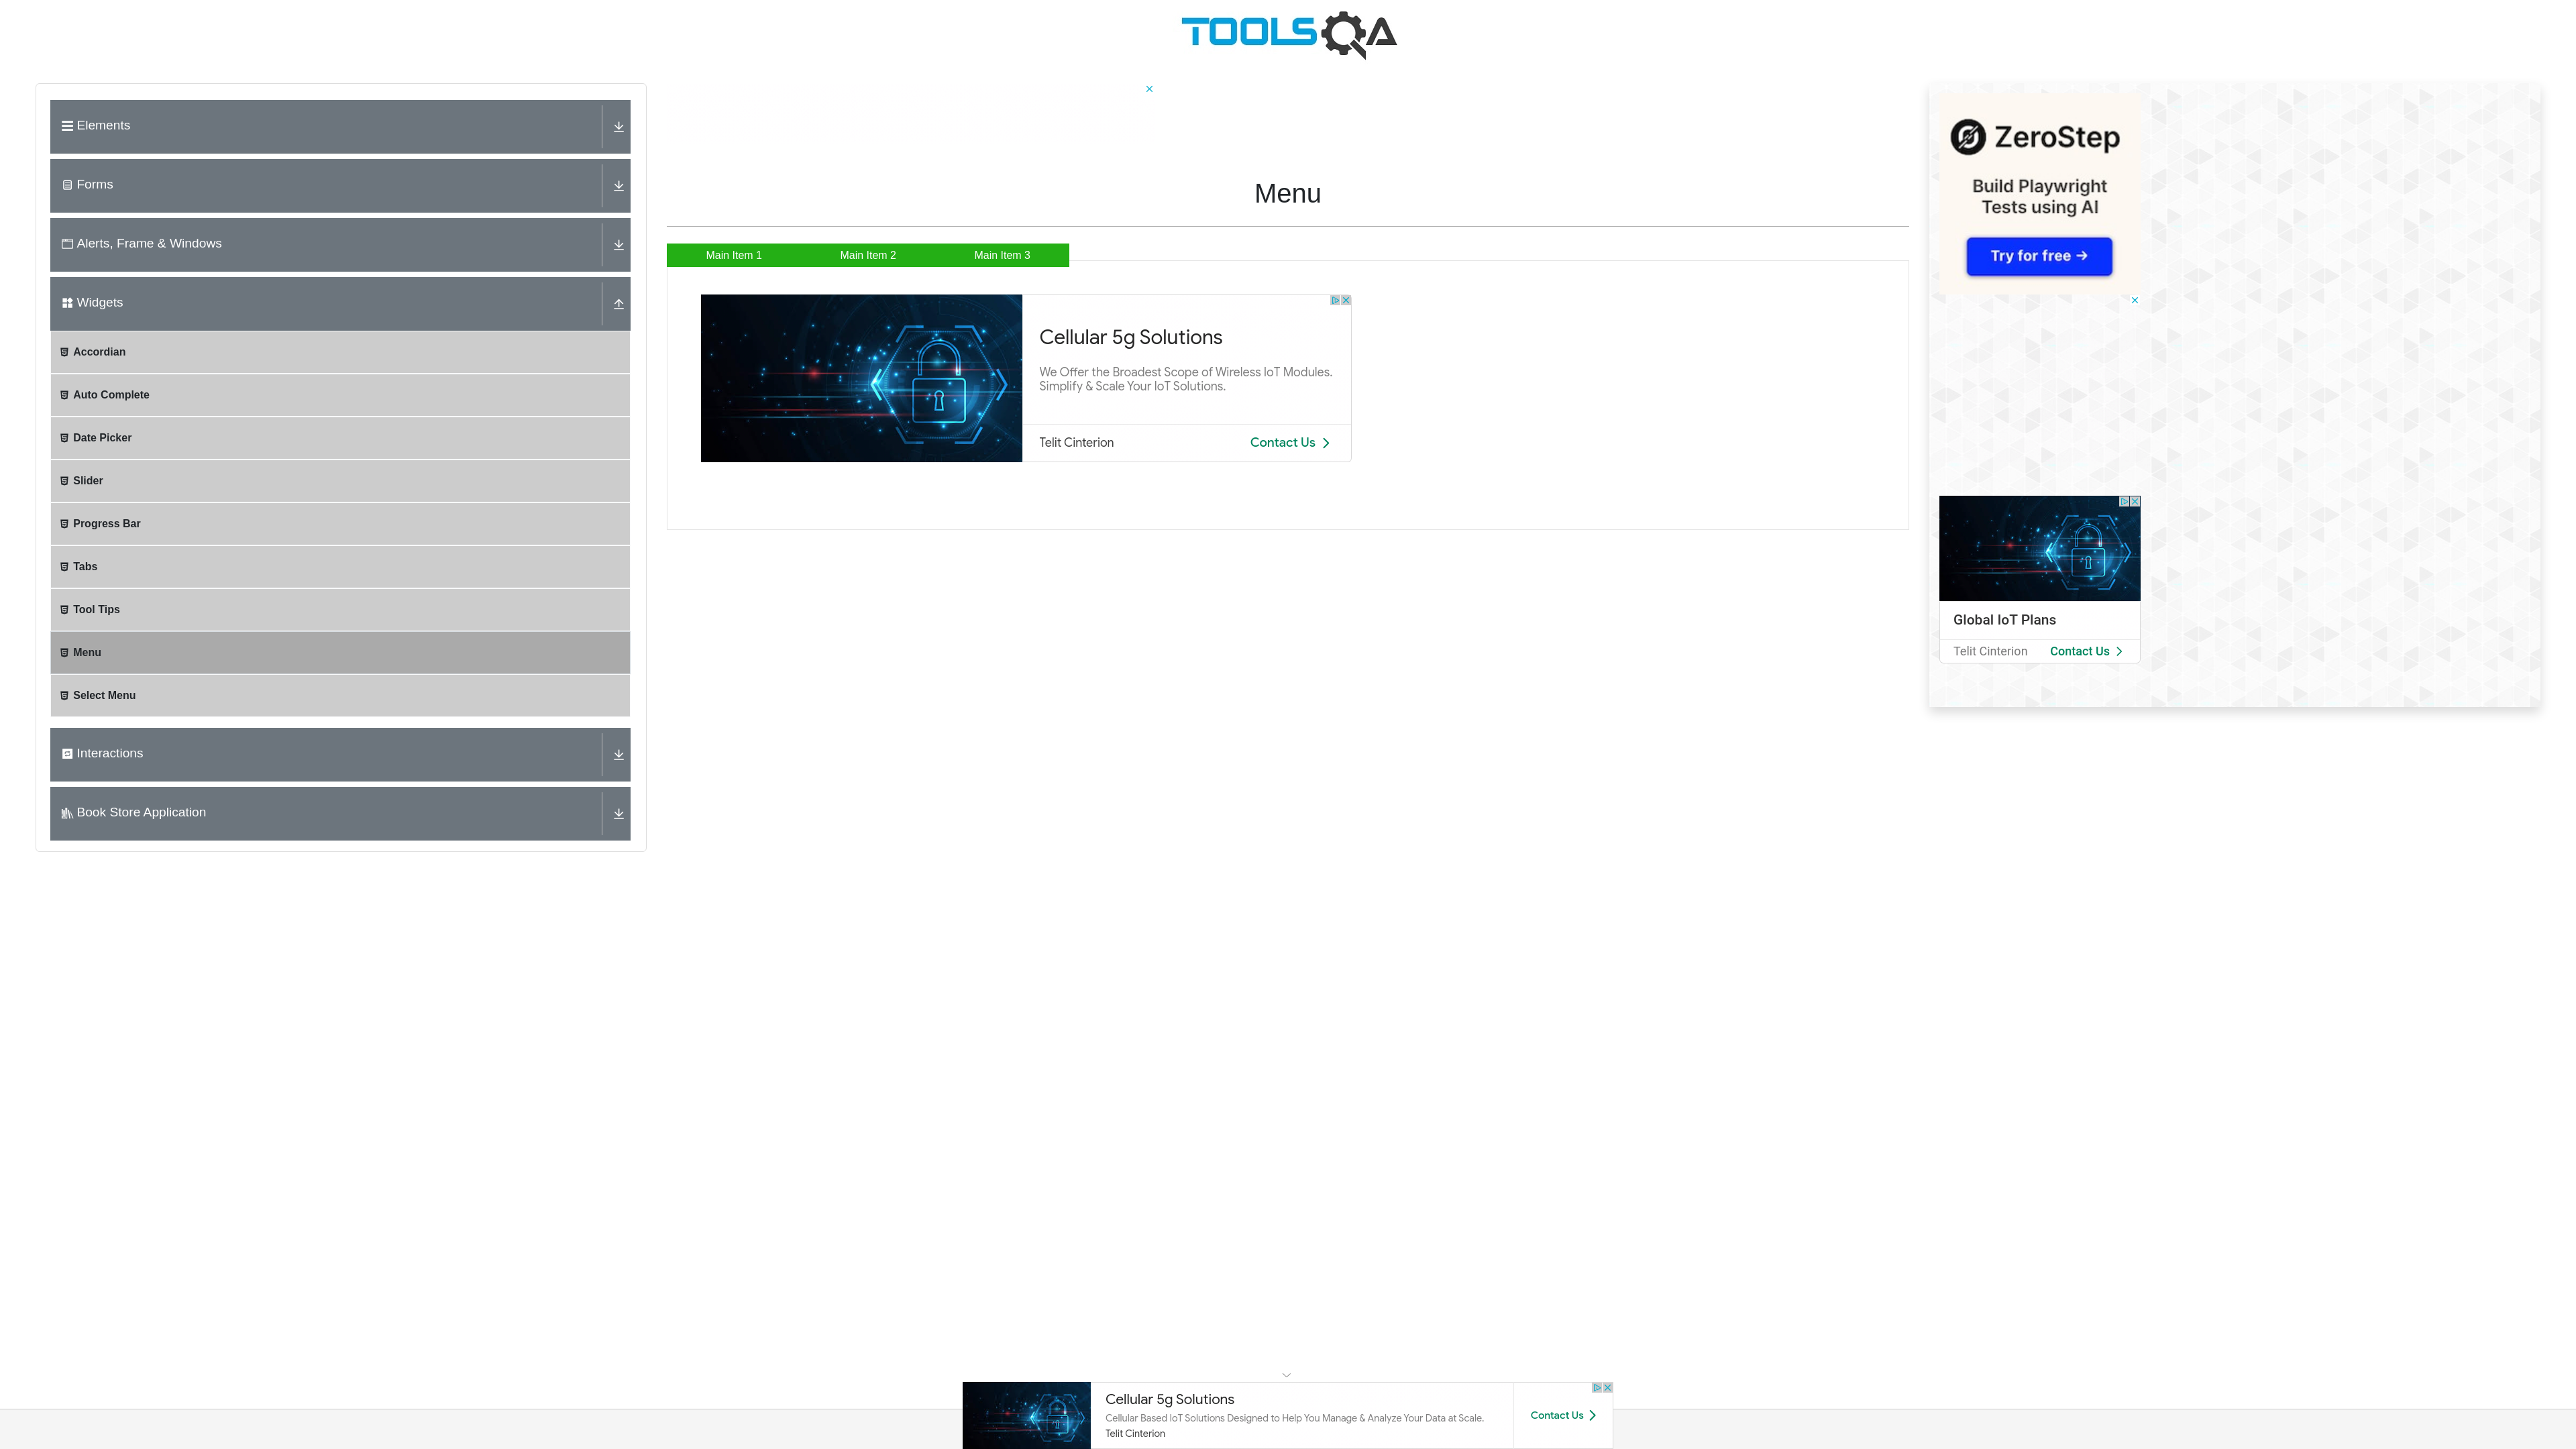 TOOLSQA
Elements
Forms
Alerts, Frame & Windows
Widgets
Accordian
Auto Complete
Date Picker
Slider
Progress Bar
Tabs
Tool Tips
Menu
Select Menu
Interactions
Book Store Application
Menu
Main Item 1
Main Item 2
Main Item 3
Cellular 5g Solutions
We Offer the Broadest Scope of Wireless IoT Modules.
Simplify & Scale Your IoT Solutions.
Telit Cinterion
Contact Us
ZeroStep
Build Playwright
Tests using AI
Try for free →
Global IoT Plans
Telit Cinterion
Contact Us
Cellular 5g Solutions
Cellular Based IoT Solutions Designed to Help You Manage & Analyze Your Data at Scale.
Telit Cinterion
Contact Us